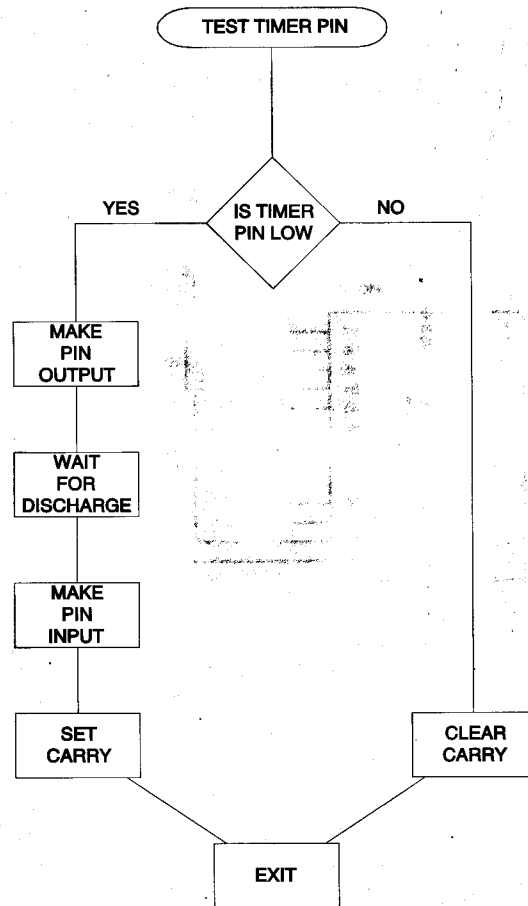 TEST TIMER PIN
IS TIMER
PIN LOW
YES
NO
MAKE
PIN
OUTPUT
WAIT
FOR
DISCHARGE
MAKE
PIN
INPUT
SET
CARRY
CLEAR
CARRY
EXIT